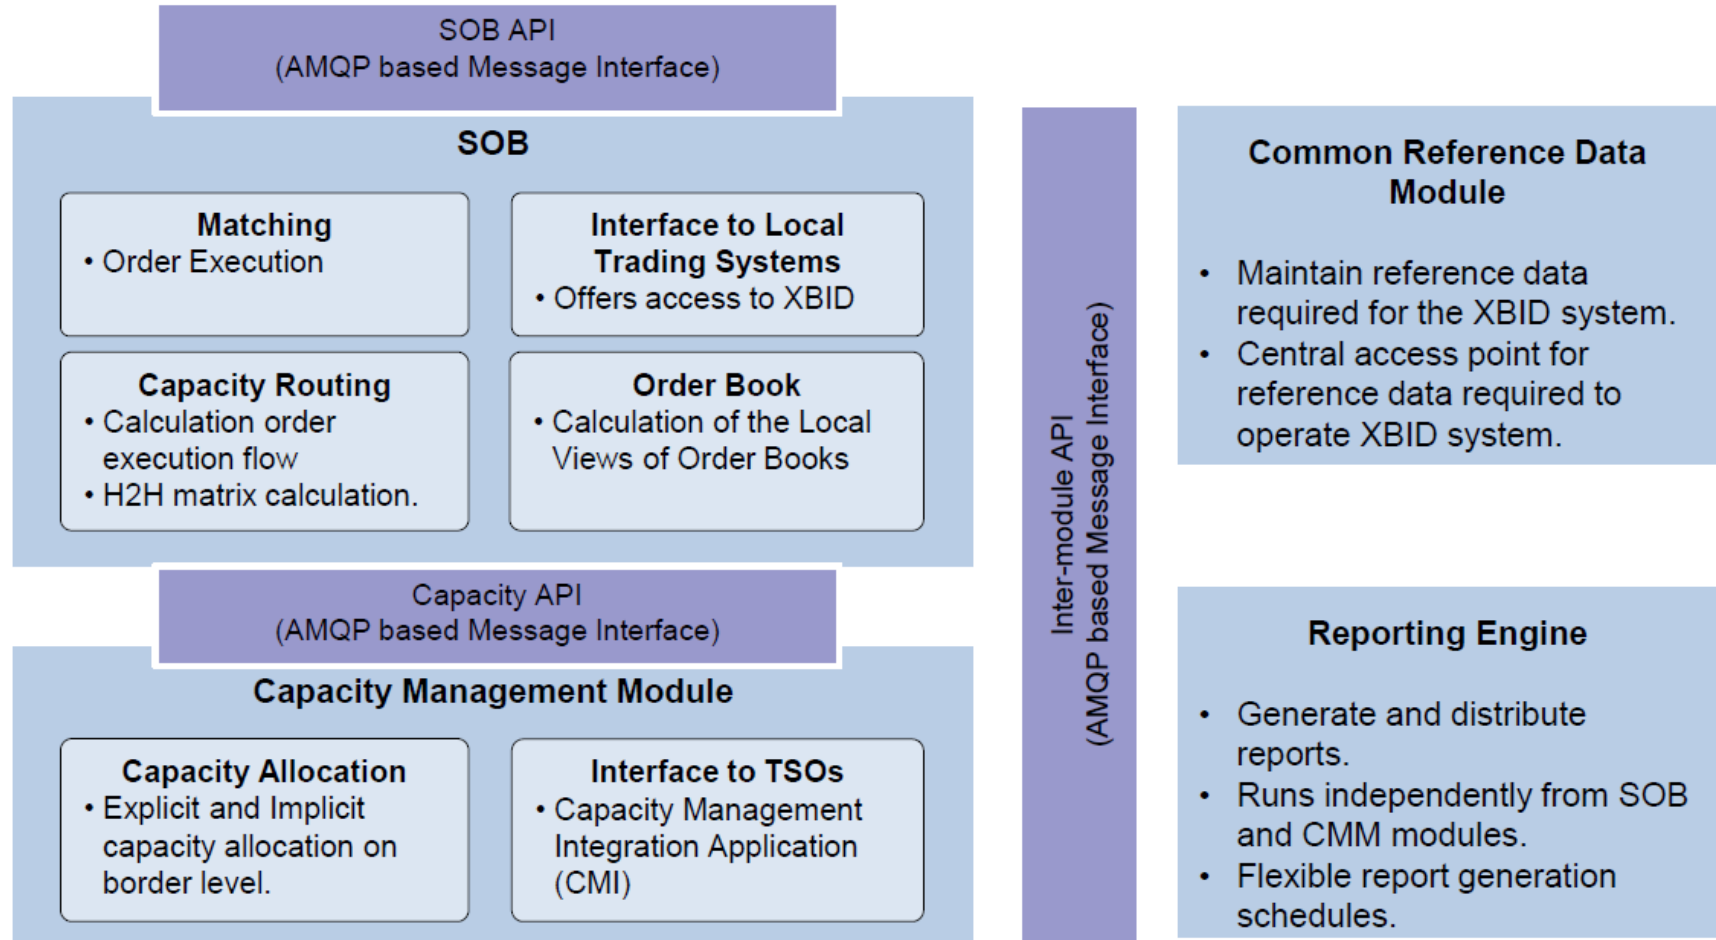 SOB API
(AMQP based Message Interface)
SOB
Matching
• Order Execution
Interface to Local
Trading Systems
• Offers access to XBID
Capacity Routing
• Calculation order
execution flow
• H2H matrix calculation.
Order Book
• Calculation of the Local
Views of Order Books
Capacity API
(AMQP based Message Interface)
Capacity Management Module
Capacity Allocation
• Explicit and Implicit
capacity allocation on
border level.
Interface to TSOs
• Capacity Management
Integration Application
(CMI)
Inter-module API
(AMQP based Message Interface)
Common Reference Data
Module
• Maintain reference data
required for the XBID system.
• Central access point for
reference data required to
operate XBID system.
Reporting Engine
• Generate and distribute
reports.
• Runs independently from SOB
and CMM modules.
• Flexible report generation
schedules.